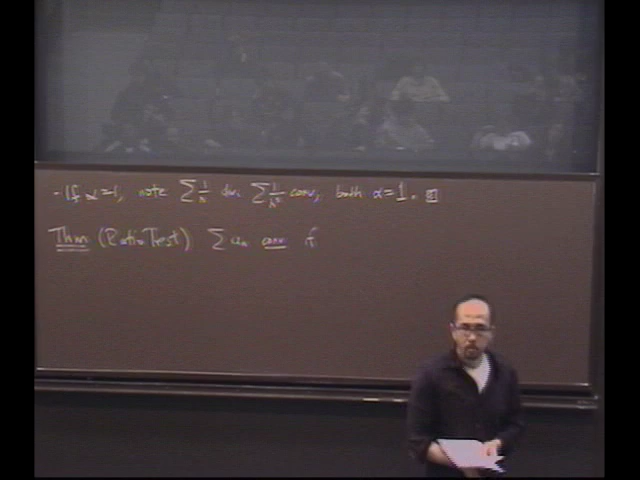 - If α=1, note Σ 1/n div, Σ 1/n² conv, both α=1.
Thm: (Ratio Test) Σ aₙ conv if